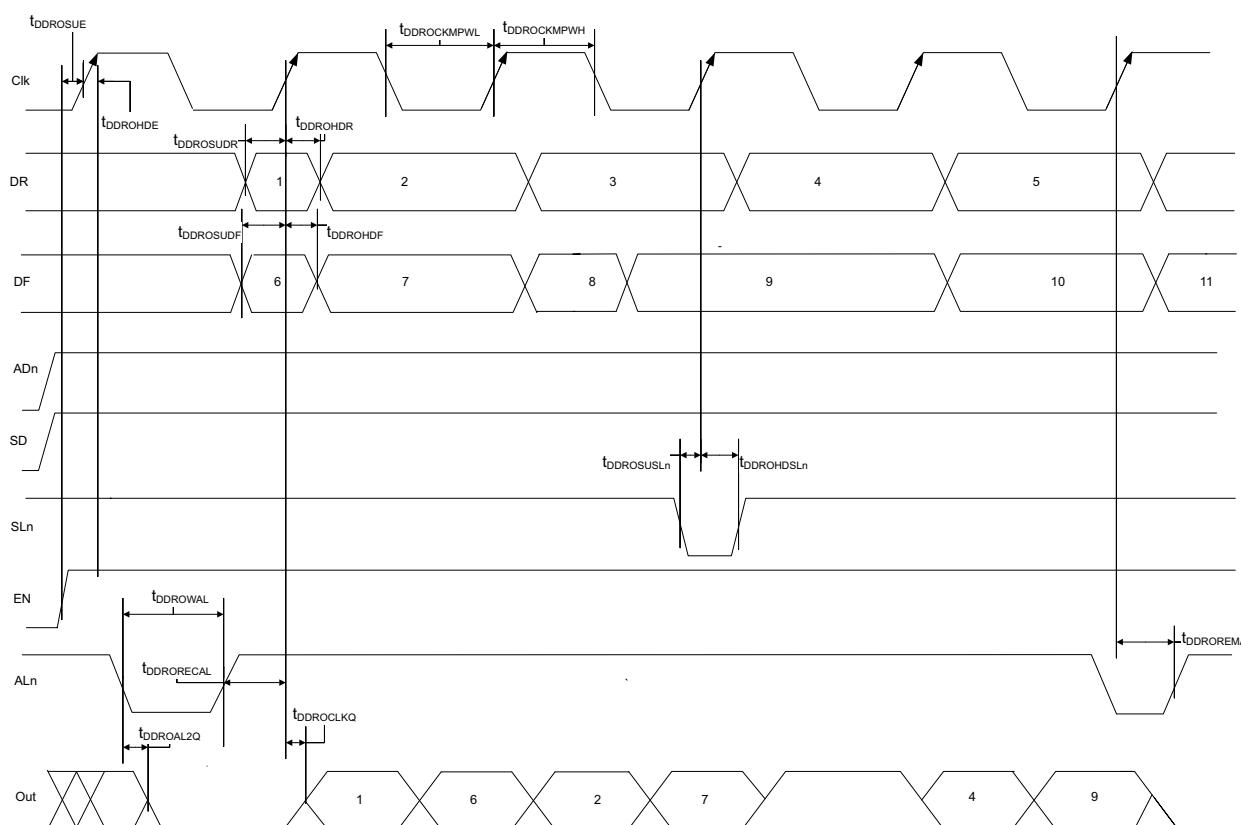 tDDROSUE
tDDROCKMPWL
tDDROCKMPWH
Clk
tDDROHDE
tDDROSUDR
tDDROHDR
DR
1
2
3
4
5
tDDROSUDF
tDDROHDF
DF
6
7
8
9
10
11
ADn
SD
tDDROSUSLn
tDDROHDSLn
SLn
EN
tDDROWAL
tDDROREMA
tDDRORECAL
ALn
tDDROCLKQ
tDDROAL2Q
Out
1
6
2
7
4
9